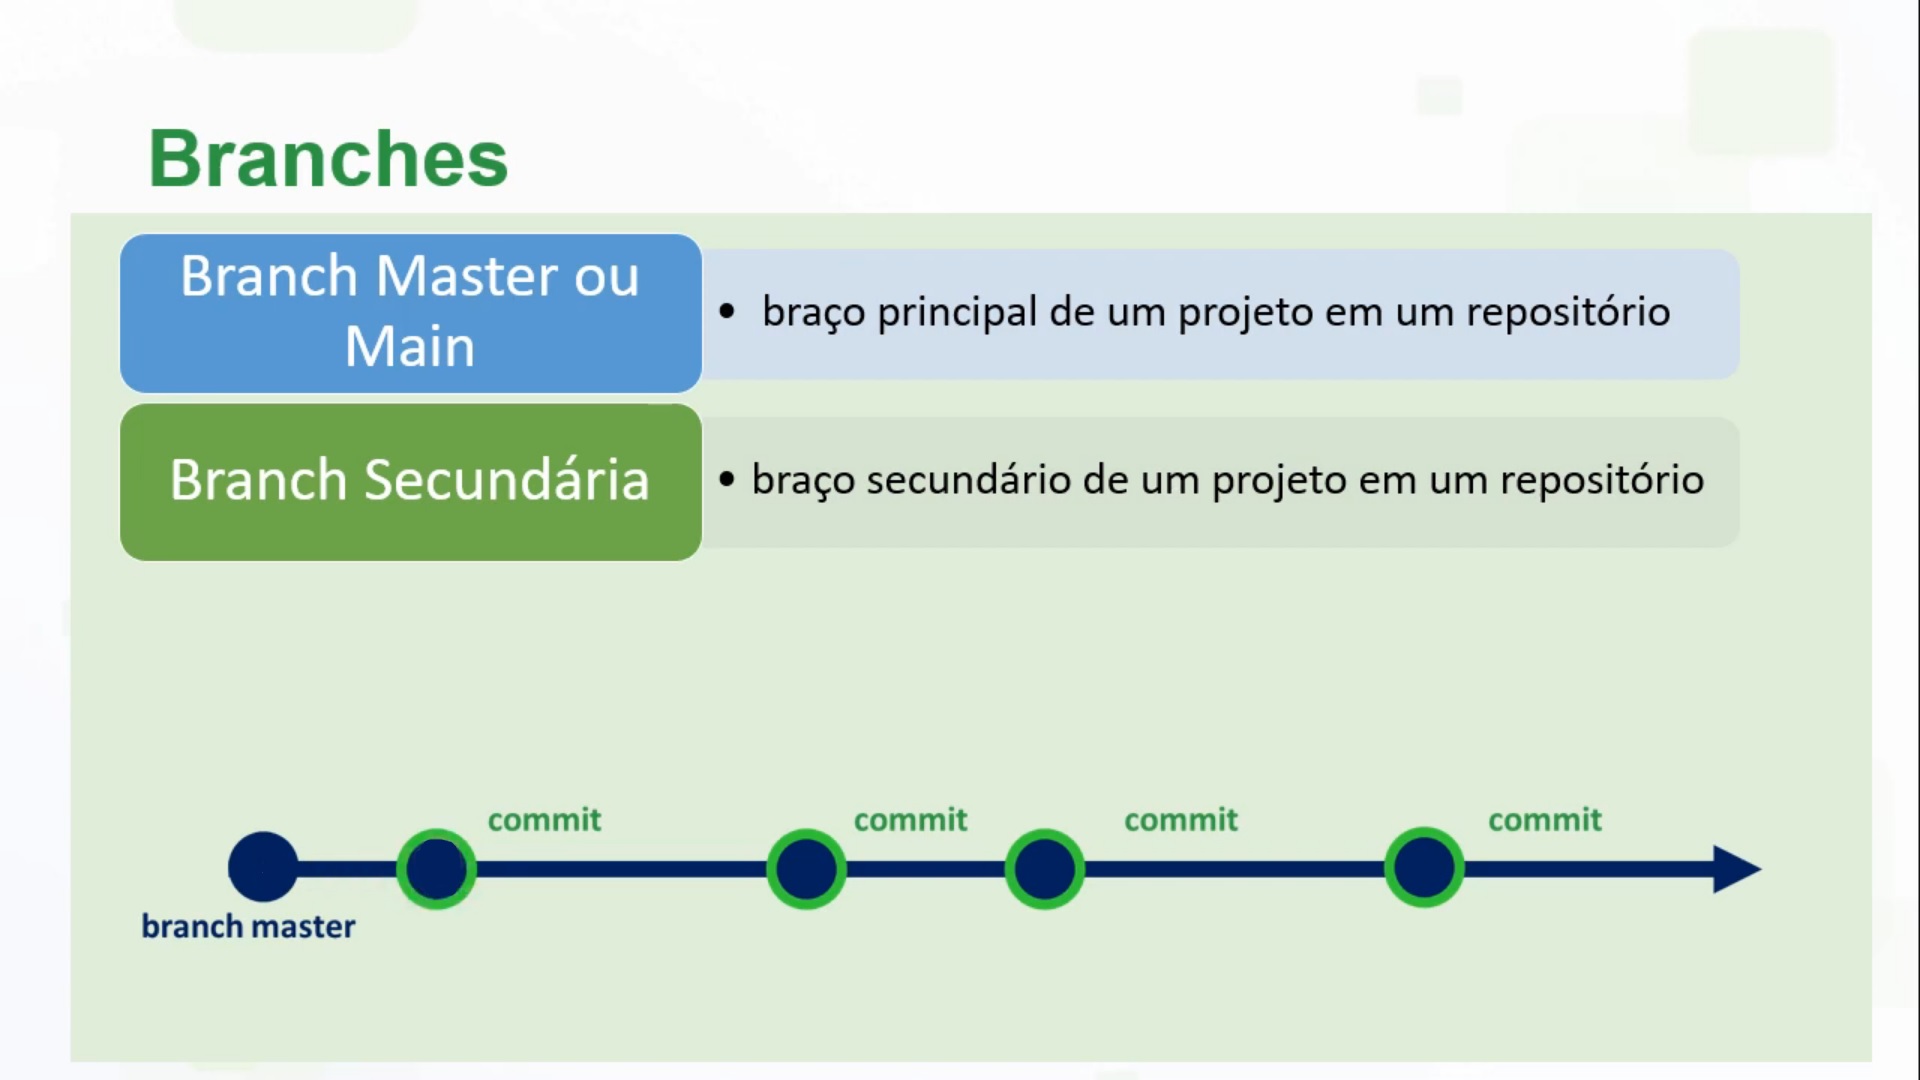 Branches
Branch Master ou
Main
• braço principal de um projeto em um repositório
Branch Secundária
• braço secundário de um projeto em um repositório
commit
commit
commit
commit
branch master